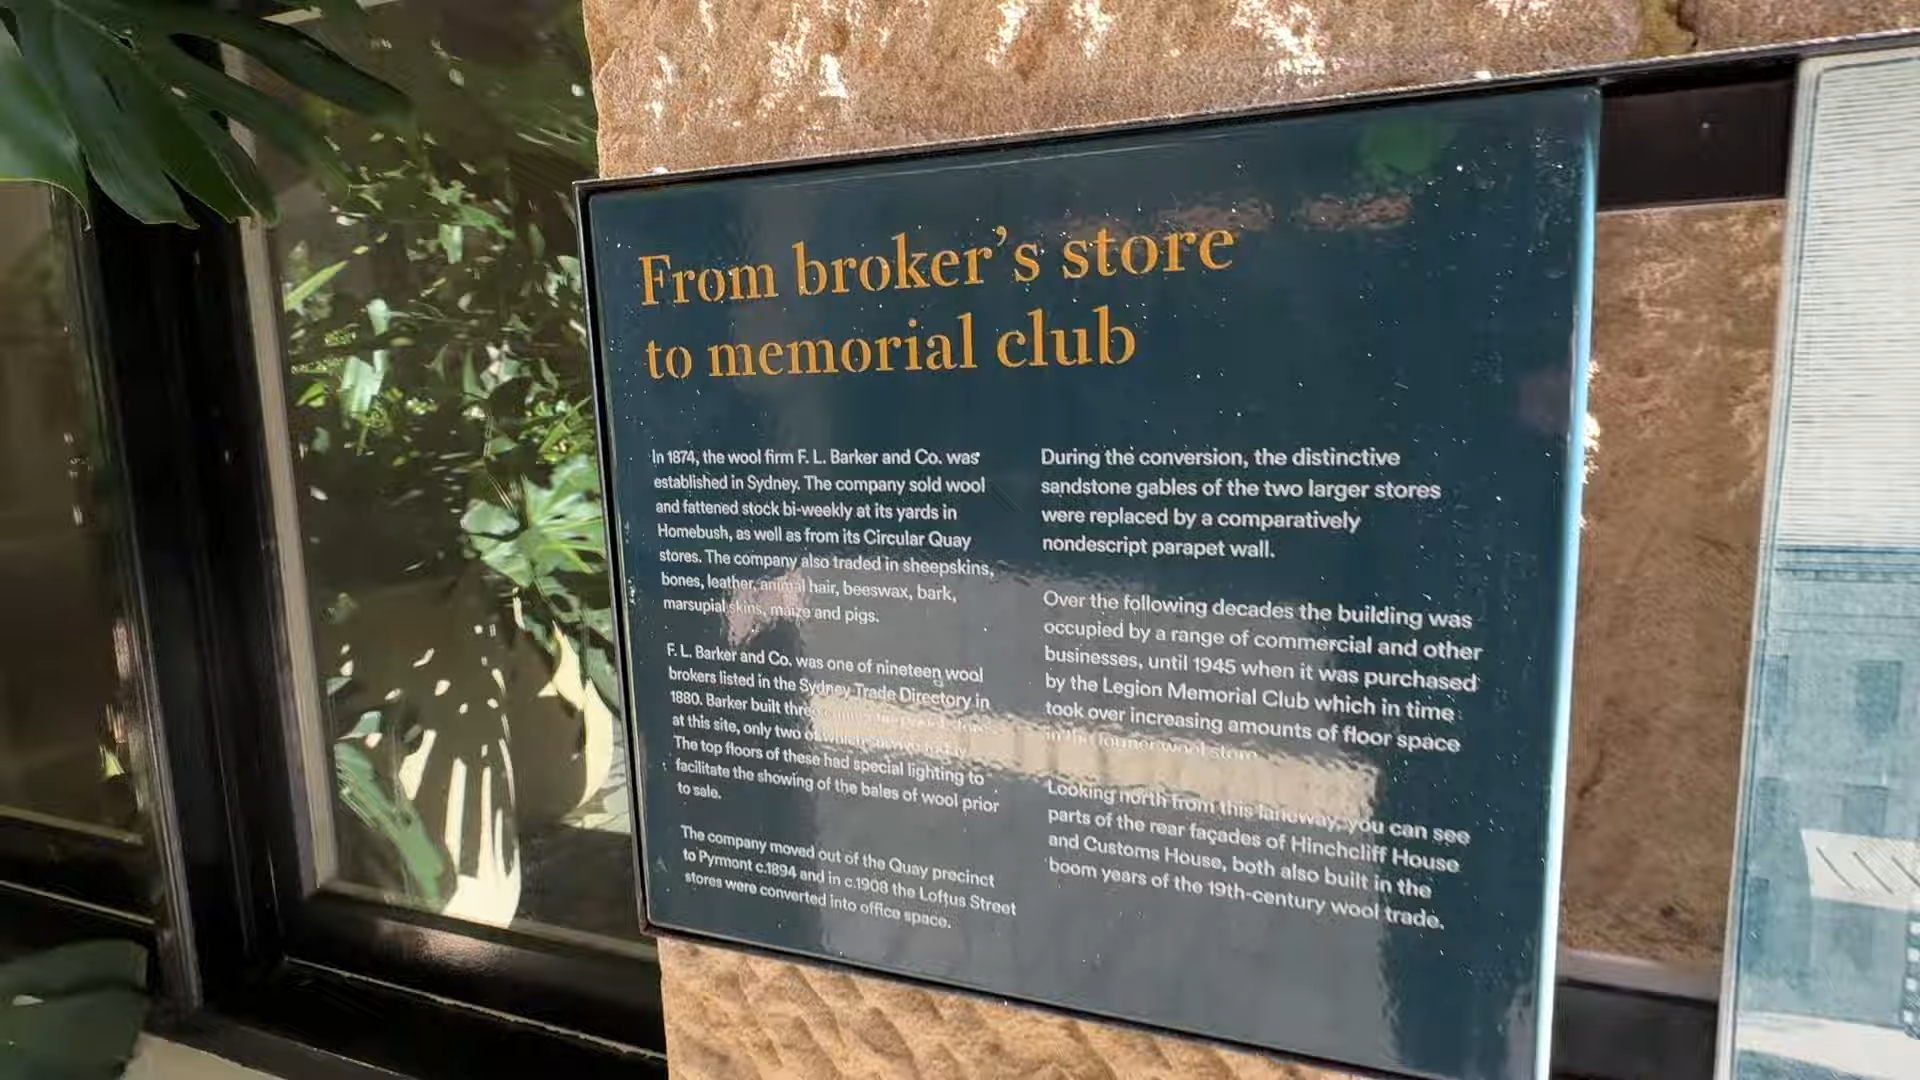 From broker's store
to memorial club
In 1874, the wool firm F. L. Barker and Co. was
established in Sydney. The company sold wool
and fattened stock bi-weekly at its yards in
Homebush, as well as from its Circular Quay
stores. The company also traded in sheepskins,
bones, leather, animal hair, beeswax, bark,
marsupial skins, maize and pigs.
F. L. Barker and Co. was one of nineteen wool
brokers listed in the Sydney Trade Directory in
1880. Barker built three
at this site, only two of which
The top floors of these had special lighting to
facilitate the showing of the bales of wool prior
to sale.
The company moved out of the Quay precinct
to Pyrmont c.1894 and in c.1908 the Loftus Street
stores were converted into office space.
During the conversion, the distinctive
sandstone gables of the two larger stores
were replaced by a comparatively
nondescript parapet wall.
Over the following decades the building was
occupied by a range of commercial and other
businesses, until 1945 when it was purchased
by the Legion Memorial Club which in time
took over increasing amounts of floor space
in the former wool store.
Looking north from this laneway, you can see
parts of the rear façades of Hinchcliff House
and Customs House, both also built in the
boom years of the 19th-century wool trade.